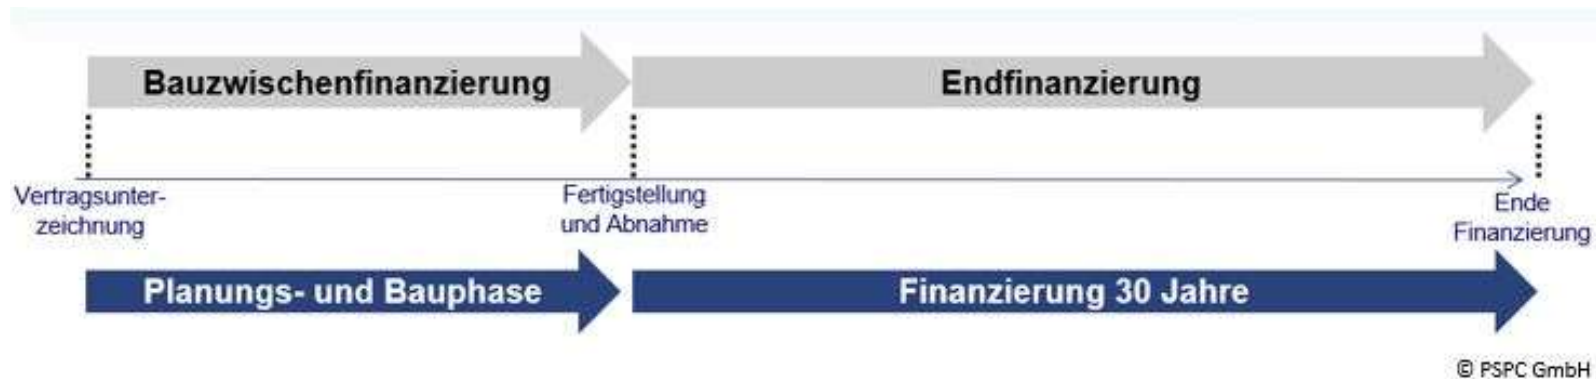 Bauzwischenfinanzierung
Endfinanzierung
Vertragsunter-
zeichnung
Fertigstellung
und Abnahme
Ende
Finanzierung
Planungs- und Bauphase
Finanzierung 30 Jahre
© PSPC GmbH